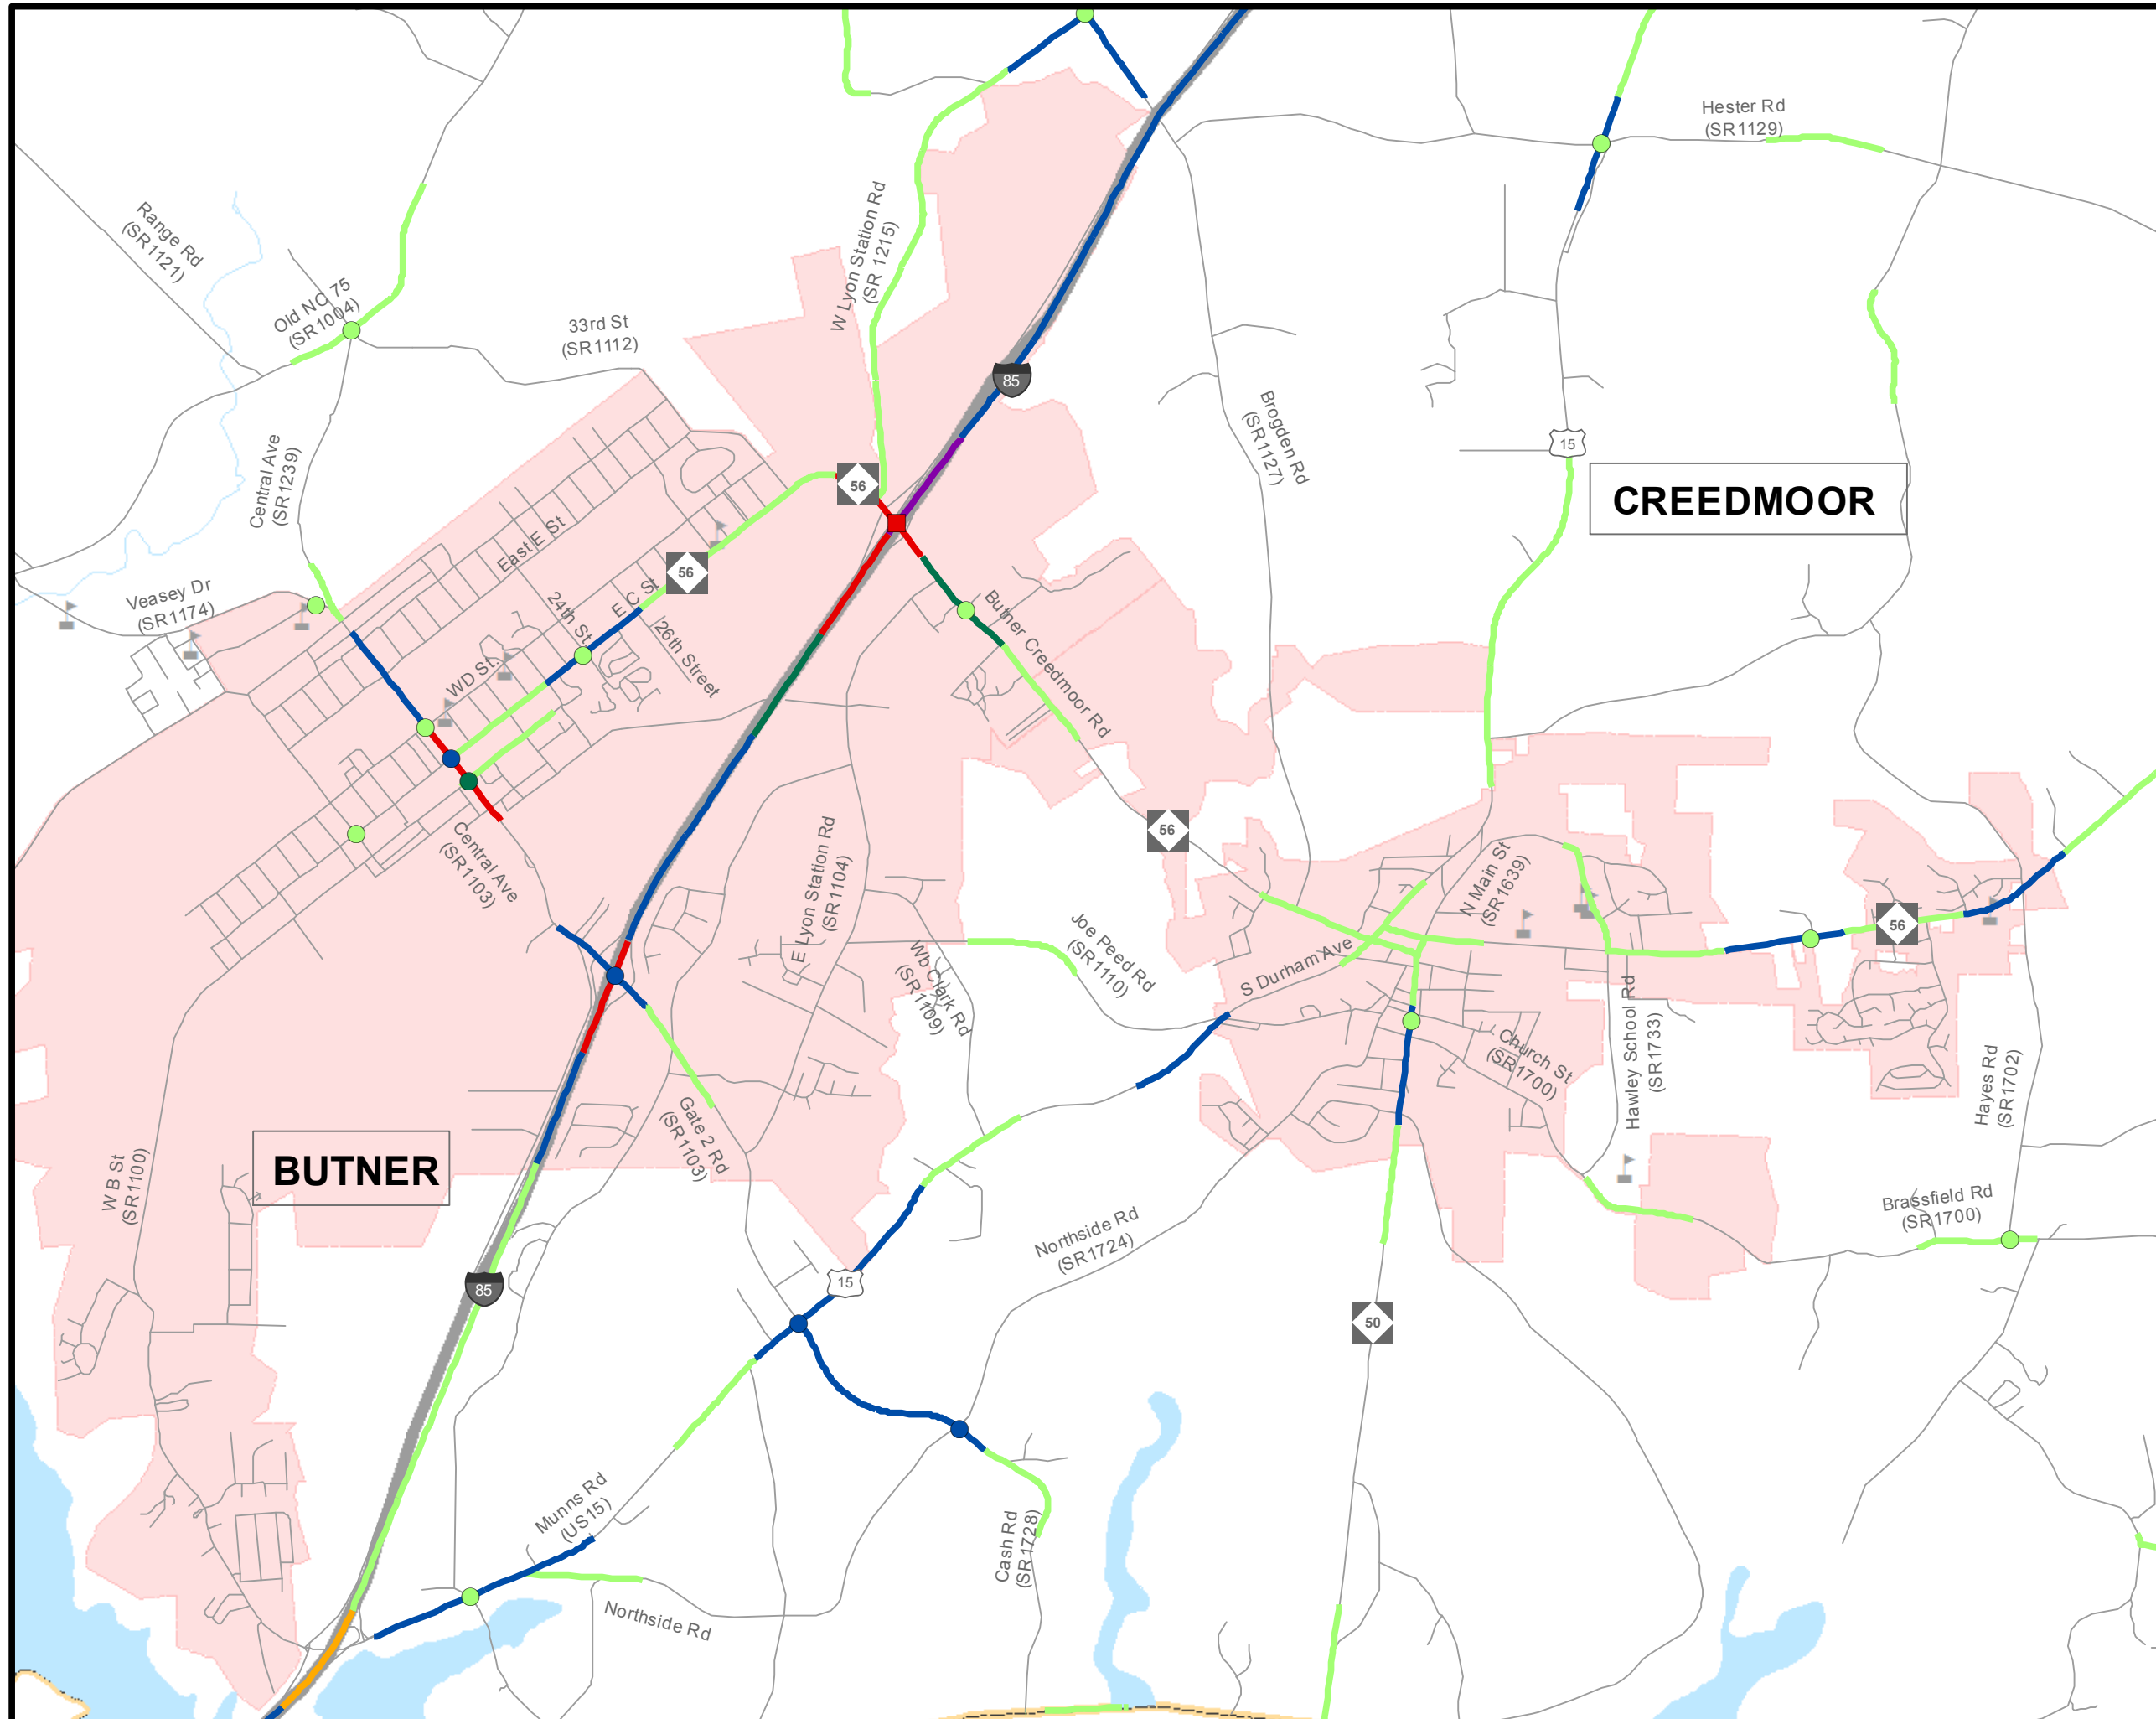 Hester Rd
(SR1129)
Range Rd
(SR1121)
W Lyon Station Rd
(SR 1215)
Old NC 75
(SR1004)
33rd St
(SR1112)
85
Brogden Rd
(SR1127)
15
CREEDMOOR
Central Ave
(SR1239)
56
East E St
56
Veasey Dr
(SR1174)
24th St
E C St
26th Street
Butner Creedmoor Rd
WD St.
56
Central Ave
(SR1103)
E Lyon Station Rd
(SR1104)
N Main St
(SR1639)
56
Joe Peed Rd
(SR1110)
Wb Clark Rd
(SR1109)
S Durham Ave
Hawley School Rd
(SR1733)
Church St
(SR1700)
Hayes Rd
(SR1702)
Gate 2 Rd
(SR1103)
BUTNER
W B St
(SR1100)
Brassfield Rd
(SR1700)
Northside Rd
(SR1724)
85
15
50
Munns Rd
(US15)
Cash Rd
(SR1728)
Northside Rd